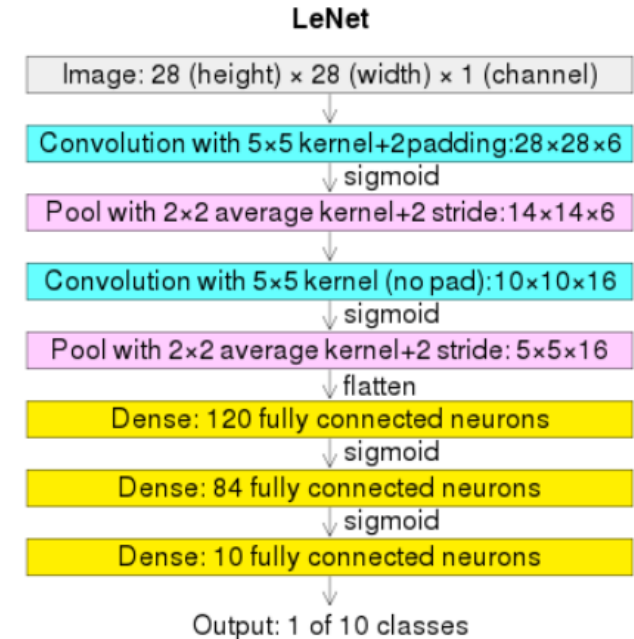 LeNet
Image: 28 (height) × 28 (width) × 1 (channel)
Convolution with 5×5 kernel+2padding:28×28×6
sigmoid
Pool with 2×2 average kernel+2 stride:14×14×6
Convolution with 5×5 kernel (no pad):10×10×16
sigmoid
Pool with 2×2 average kernel+2 stride: 5×5×16
flatten
Dense: 120 fully connected neurons
sigmoid
Dense: 84 fully connected neurons
sigmoid
Dense: 10 fully connected neurons
Output: 1 of 10 classes